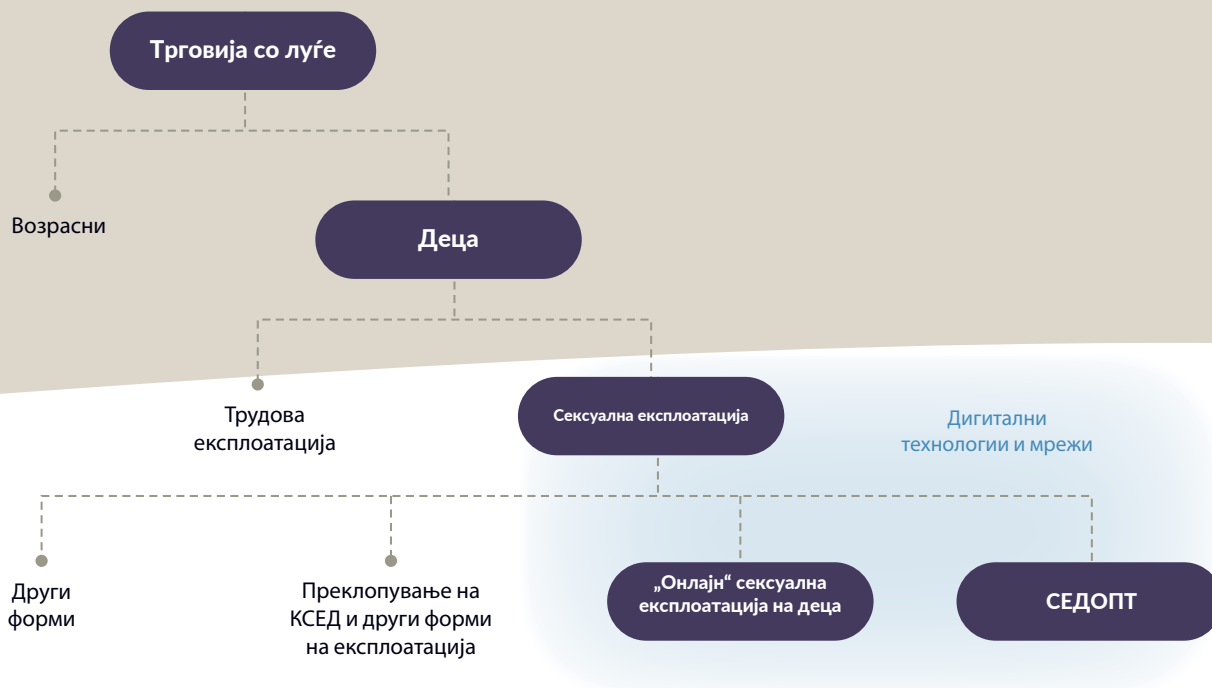 Трговија со луѓе
Возрасни
Деца
Трудова
експлоатација
Сексуална експлоатација
Дигитални
технологии и мрежи
Други
форми
Преклопување на
КСЕД и други форми
на експлоатација
„Онлајн“ сексуална
експлоатација на деца
СЕДОПТ